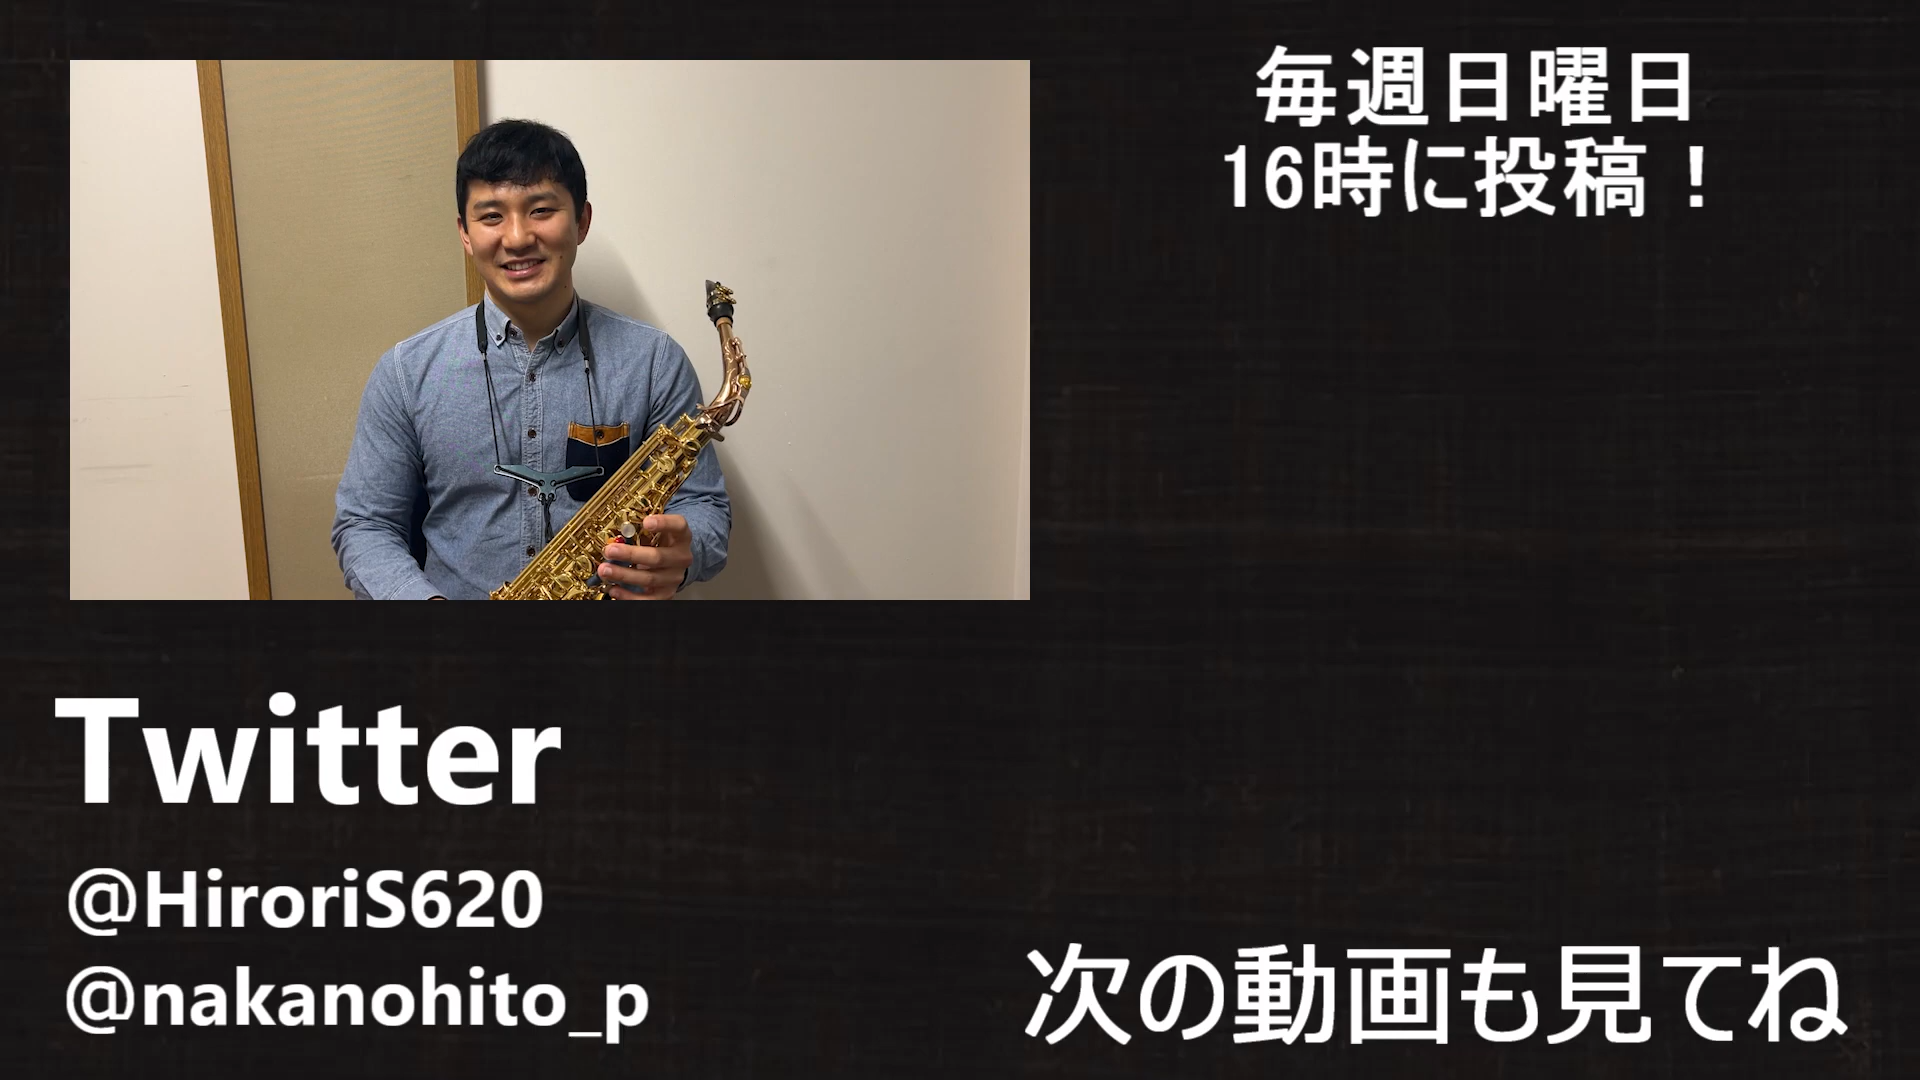 毎週日曜日
16時に投稿！
Twitter
@HiroriS620
@nakanohito_p
次の動画も見てね